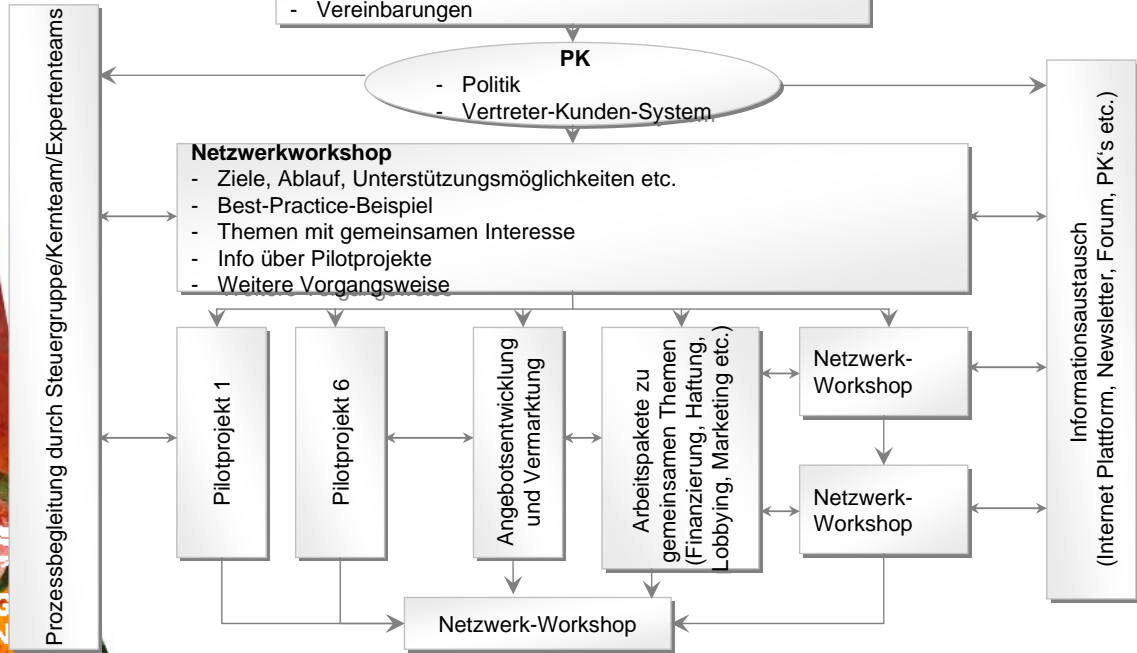 - Vereinbarungen
PK
- Politik
- Vertreter-Kunden-System
Prozessbegleitung durch Steuergruppe/Kernteam/Expertenteams
Netzwerkworkshop
- Ziele, Ablauf, Unterstützungsmöglichkeiten etc.
- Best-Practice-Beispiel
- Themen mit gemeinsamen Interesse
- Info über Pilotprojekte
- Weitere Vorgangsweise
Informationsaustausch
(Internet Plattform, Newsletter, Forum, PK's etc.)
Pilotprojekt 1
Pilotprojekt 6
Angebotsentwicklung
und Vermarktung
Arbeitspakete zu
gemeinsamen Themen
(Finanzierung, Haftung,
Lobbying, Marketing etc.)
Netzwerk-
Workshop
Netzwerk-
Workshop
Netzwerk-Workshop